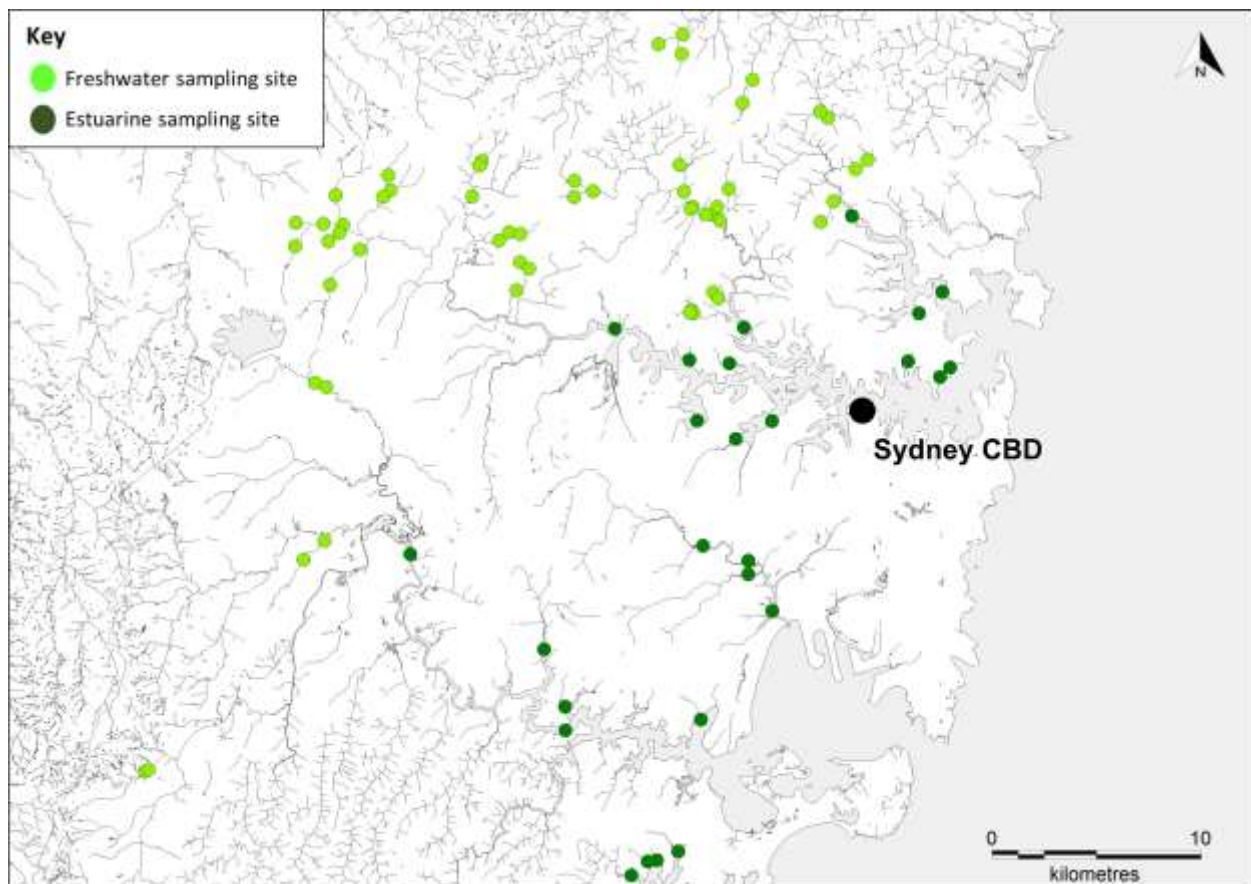 Key
Freshwater sampling site
Estuarine sampling site
N
Sydney CBD
0 10
kilometres